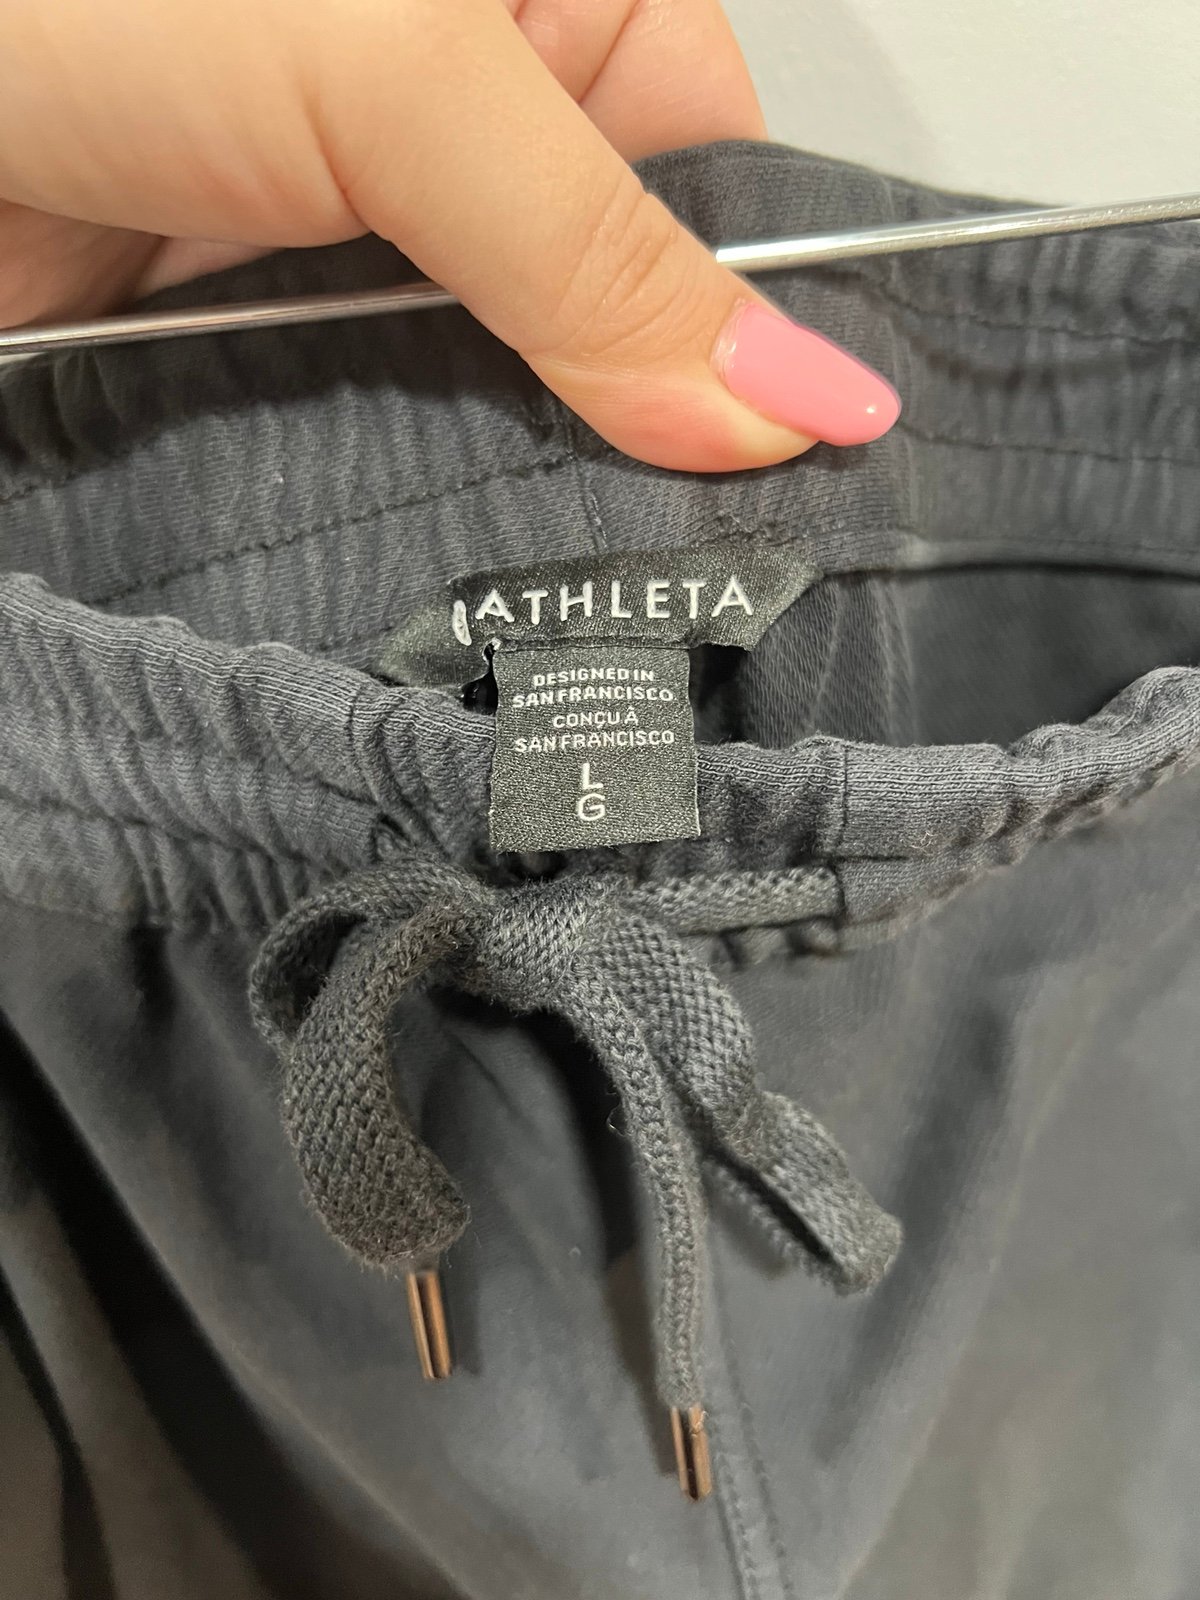 ATHLETA
DESIGNED IN
SAN FRANCISCO
CONÇU À
SAN FRANCISCO
L
G